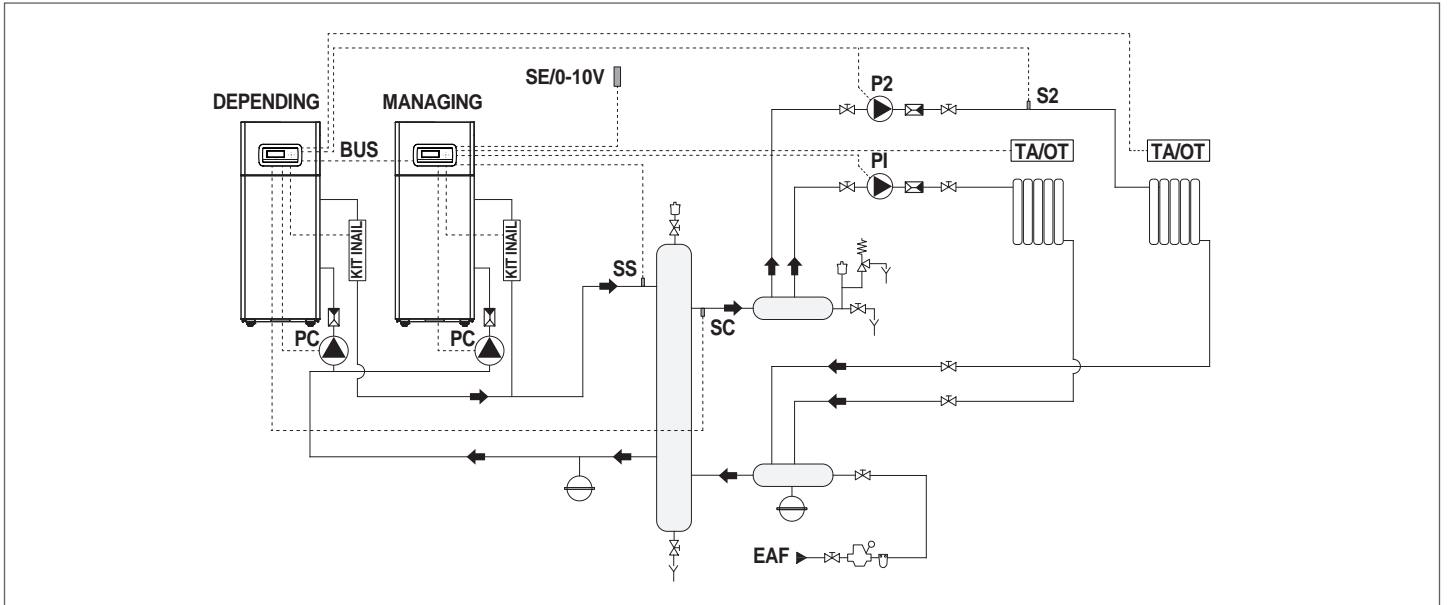 SE/0-10V
P2
S2
DEPENDING
MANAGING
BUS
TA/OT
TA/OT
P1
KIT INAIL
KIT INAIL
SS
SC
PC
PC
EAF